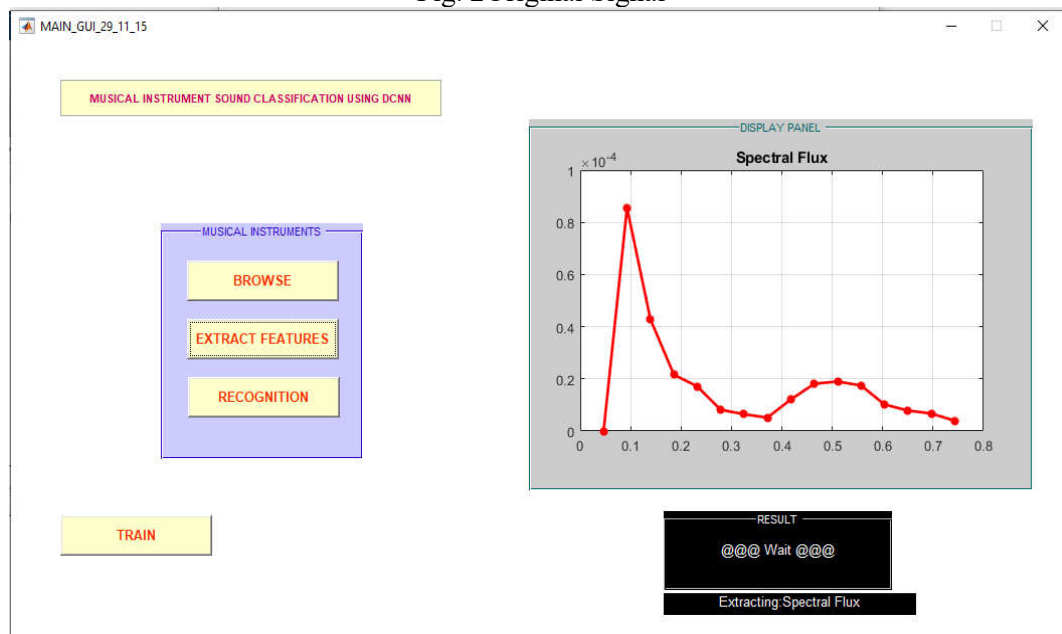 MAIN_GUI_29_11_15
MUSICAL INSTRUMENT SOUND CLASSIFICATION USING DCNN
MUSICAL INSTRUMENTS
BROWSE
EXTRACT FEATURES
RECOGNITION
TRAIN
DISPLAY PANEL
Spectral Flux
× 10^-4
1
0.8
0.6
0.4
0.2
0
0 0.1 0.2 0.3 0.4 0.5 0.6 0.7 0.8
RESULT
@@@ Wait @@@
Extracting:Spectral Flux